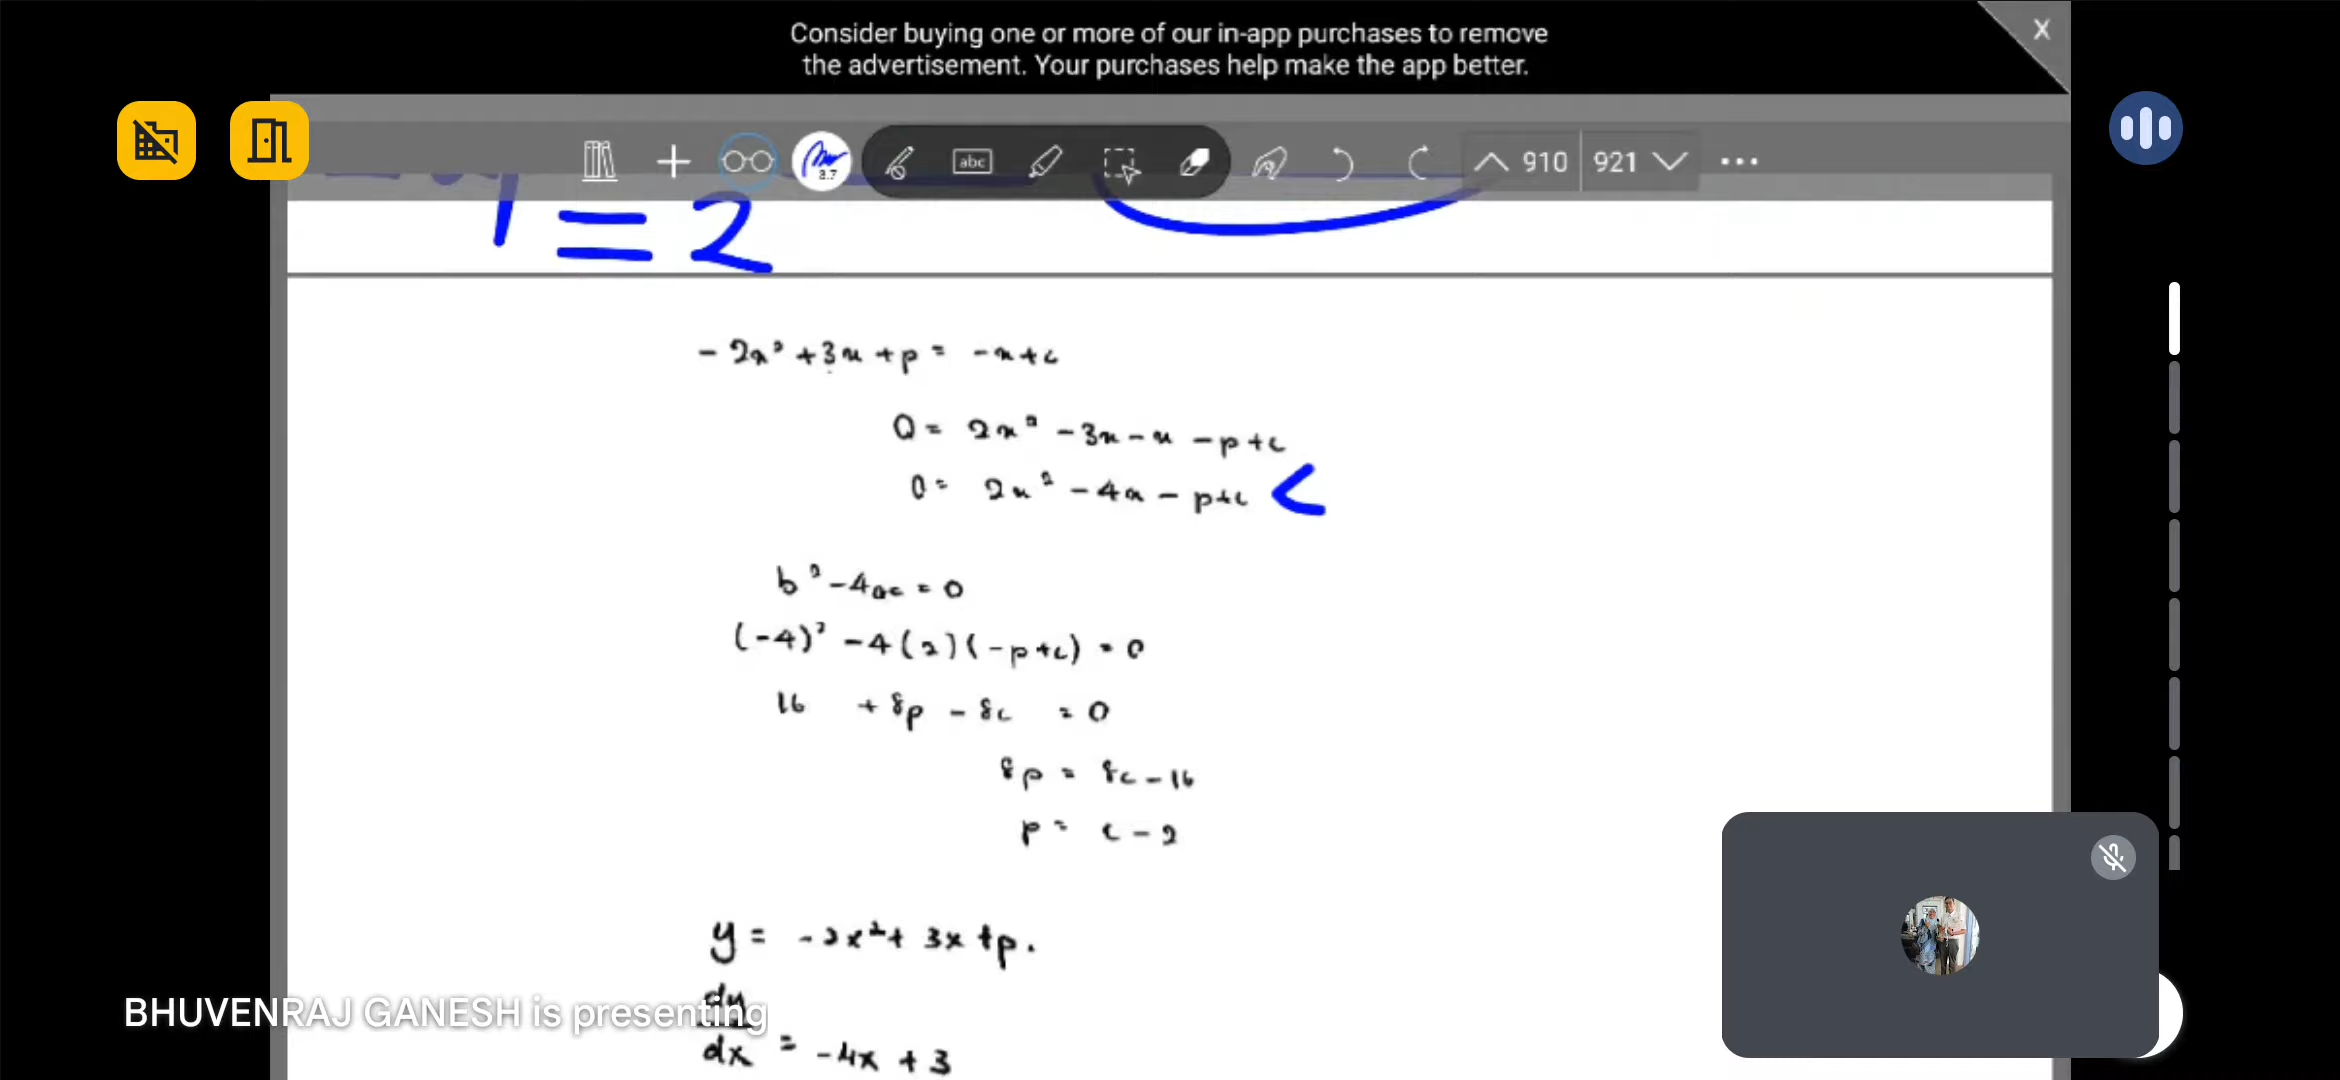 Consider buying one or more of our in-app purchases to remove
the advertisement. Your purchases help make the app better.
X
abc
3.7
910
921
= 2
- 2x² + 3x + p = -x + c
0 = 2x² - 3x - x - p + c
0 = 2x² - 4x - p + c
b² - 4ac = 0
(-4)² - 4(2)(-p+c) = 0
16 + 8p - 8c = 0
8p = 8c - 16
p = c - 2
y = -2x² + 3x + p.
dy
BHUVENRAJ GANESH is presenting
dx = -4x + 3